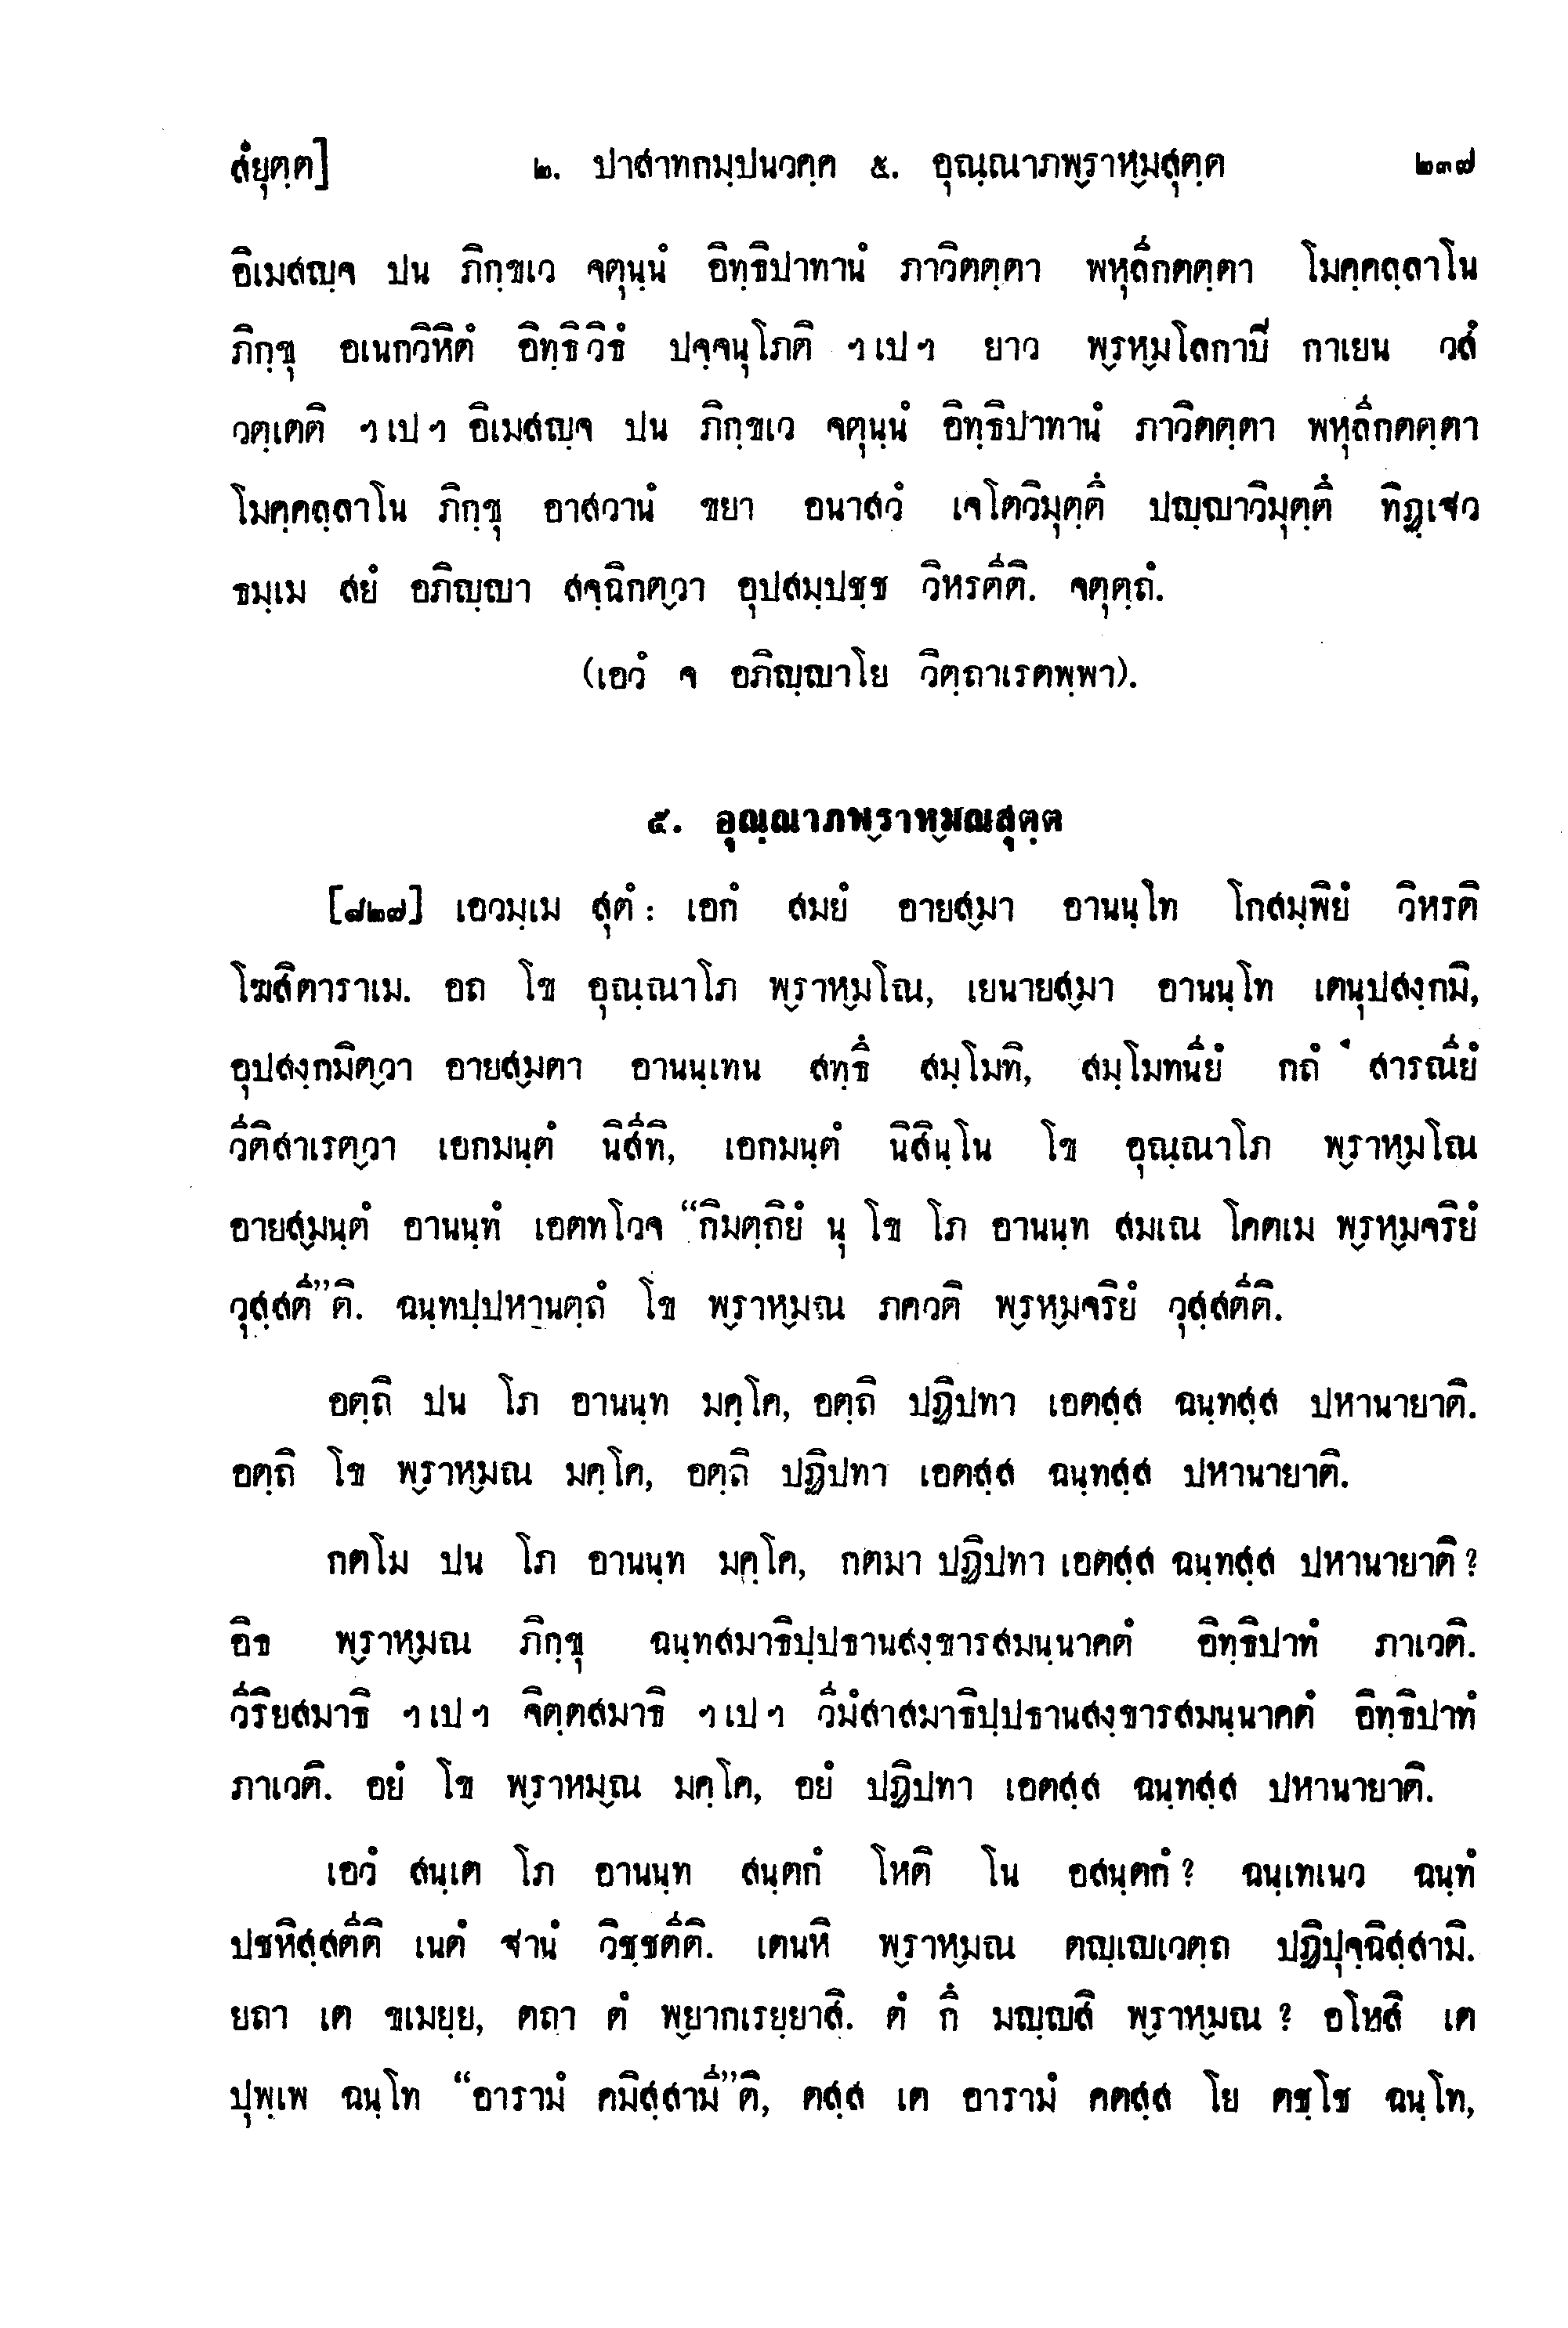 สํยุตฺต]	๒. ปาสาทกมฺปนวคฺค ๕. อุณฺณาภพฺราหฺมสุตฺต	๒๓๗
อิเมสญฺจ ปน ภิกฺขเว จตุนฺนํ อิทฺธิปาทานํ ภาวิตตฺตา พหุลีกตตฺตา โมคฺคลฺลาโน
ภิกฺขุ อเนกวิหิตํ อิทฺธิวิธํ ปจฺจนุโภติ ฯเปฯ ยาว พฺรหฺมโลกาปี กาเยน วสํ
วตฺเตติ ฯเปฯ อิเมสญฺจ ปน ภิกฺขเว จตุนฺนํ อิทฺธิปาทานํ ภาวิตตฺตา พหุลีกตตฺตา
โมคฺคลฺลาโน ภิกฺขุ อาสวานํ ขยา อนาสวํ เจโตวิมุตฺตึ ปญฺญาวิมุตฺตึ ทิฏฺเฐว
ธมฺเม สยํ อภิญฺญา สจฺฉิกตฺวา อุปสมฺปชฺช วิหรตีติ. จตุตฺถํ.
(เอวํ จ อภิญฺญาโย วิตฺถาเรตพฺพา).
๕. อุณฺณาภพฺราหฺมณสุตฺต
[๘๒๗] เอวมฺเม สุตํ: เอกํ สมยํ อายสฺมา อานนฺโท โกสมฺพิยํ วิหรติ
โฆสิตาราเม. อถ โข อุณฺณาโภ พฺราหฺมโณ, เยนายสฺมา อานนฺโท เตนุปสงฺกมิ,
อุปสงฺกมิตฺวา อายสฺมตา อานนฺเทน สทฺธึ สมฺโมทิ, สมฺโมทนียํ กถํ สารณียํ
วีติสาเรตฺวา เอกมนฺตํ นิสีทิ, เอกมนฺตํ นิสินฺโน โข อุณฺณาโภ พฺราหฺมโณ
อายสฺมนฺตํ อานนฺทํ เอตทโวจ “กิมตฺถิยํ นุ โข โภ อานนฺท สมเณ โคตเม พฺรหฺมจริยํ
วุสฺสตี”ติ. ฉนฺทปฺปหานตฺถํ โข พฺราหฺมณ ภควติ พฺรหฺมจริยํ วุสฺสตีติ.
อตฺถิ ปน โภ อานนฺท มคฺโค, อตฺถิ ปฏิปทา เอตสฺส ฉนฺทสฺส ปหานายาติ.
อตฺถิ โข พฺราหฺมณ มคฺโค, อตฺถิ ปฏิปทา เอตสฺส ฉนฺทสฺส ปหานายาติ.
กตโม ปน โภ อานนฺท มคฺโค, กตมา ปฏิปทา เอตสฺส ฉนฺทสฺส ปหานายาติ ?
อิธ พฺราหฺมณ ภิกฺขุ ฉนฺทสมาธิปฺปธานสงฺขารสมนฺนาคตํ อิทฺธิปาทํ ภาเวติ.
วีริยสมาธิ ฯเปฯ จิตฺตสมาธิ ฯเปฯ วีมํสาสมาธิปฺปธานสงฺขารสมนฺนาคตํ อิทฺธิปาทํ
ภาเวติ. อยํ โข พฺราหมฺณ มคฺโค, อยํ ปฏิปทา เอตสฺส ฉนฺทสฺส ปหานายาติ.
เอวํ สนฺเต โภ อานนฺท สนฺตกํ โหติ โน อสนฺตกํ ? ฉนฺเทเนว ฉนฺทํ
ปชหิสฺสตีติ เนตํ ฐานํ วิชฺชตีติ. เตนหิ พฺราหฺมณ ตญฺเญเวตฺถ ปฏิปุจฺฉิสฺสามิ.
ยถา เต ขเมยฺย, ตถา ตํ พฺยากเรยฺยาสิ. ตํ กึ มญฺญสิ พฺราหฺมณ ? อโหสิ เต
ปุพฺเพ ฉนฺโท “อารามํ คมิสฺสามี”ติ, ตสฺส เต อารามํ คตสฺส โย ตชฺโช ฉนฺโท,